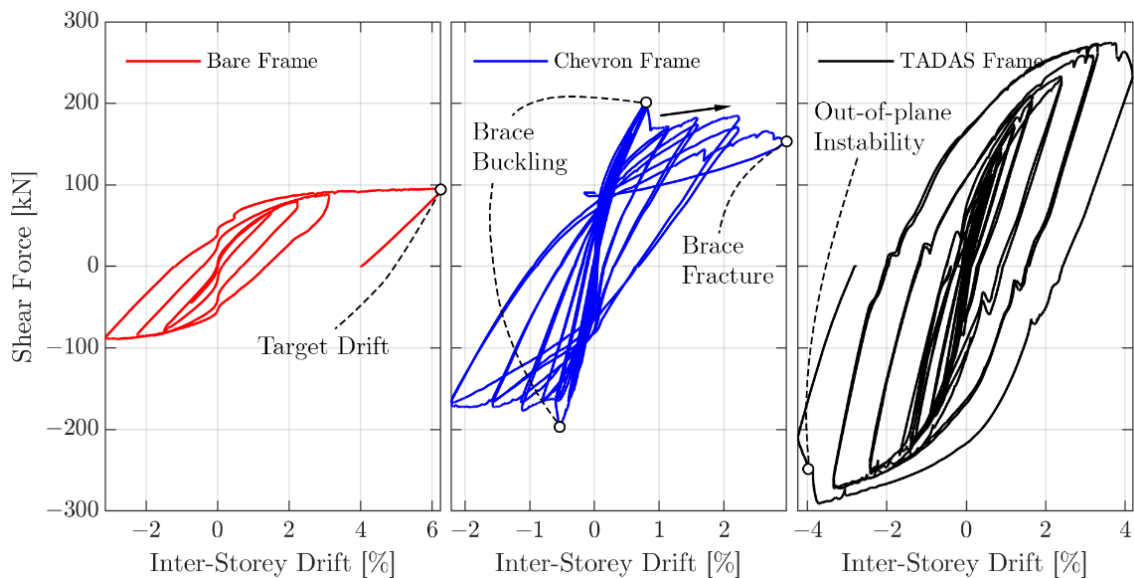 300
200
100
0
−100
−200
−300
Shear Force [kN]
Bare Frame
Target Drift
−2
0
2
4
6
Inter-Storey Drift [%]
Chevron Frame
Brace
Buckling
Brace
Fracture
−2
−1
0
1
2
Inter-Storey Drift [%]
TADAS Frame
Out-of-plane
Instability
−4
−2
0
2
4
Inter-Storey Drift [%]